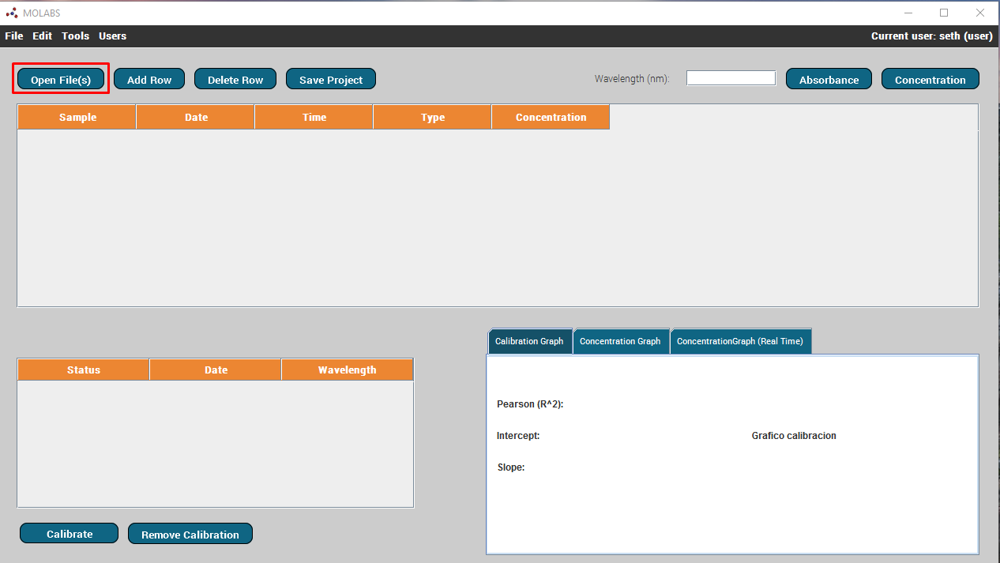 MOLABS
File Edit Tools Users Current user: seth (user)
Open File(s) Add Row Delete Row Save Project Wavelength (nm): Absorbance Concentration
Sample Date Time Type Concentration
Calibration Graph Concentration Graph ConcentrationGraph (Real Time)
Status Date Wavelength
Pearson (R^2):
Intercept: Grafico calibracion
Slope:
Calibrate Remove Calibration